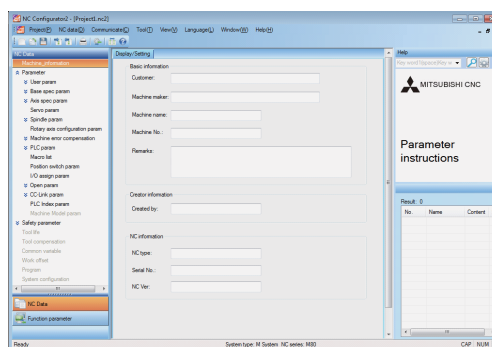 NC Configurator2 - [Project1.nc2]
Project(P) NC data(D) Communicate(C) Tool(T) View(V) Language(L) Window(W) Help(H)
NC Data
Machine_information
Parameter
User param
Base spec param
Axis spec param
Servo param
Spindle param
Rotary axis configuration param
Machine error compensation
PLC param
Macro list
Position switch param
I/O assign param
Open param
CC-Link param
PLC Index param
Machine Model param
Safety parameter
Tool life
Tool compensation
Common variable
Work offset
Program
System configuration
NC Data
Function parameter
Display/Setting
Basic information
Customer:
Machine maker:
Machine name:
Machine No.:
Remarks:
Creator information
Created by:
NC information
NC type:
Serial No.:
NC Ver:
Help
MITSUBISHI CNC
Parameter
instructions
Result: 0
No. Name Content
Ready
System type: M System NC series: M80
CAP NUM